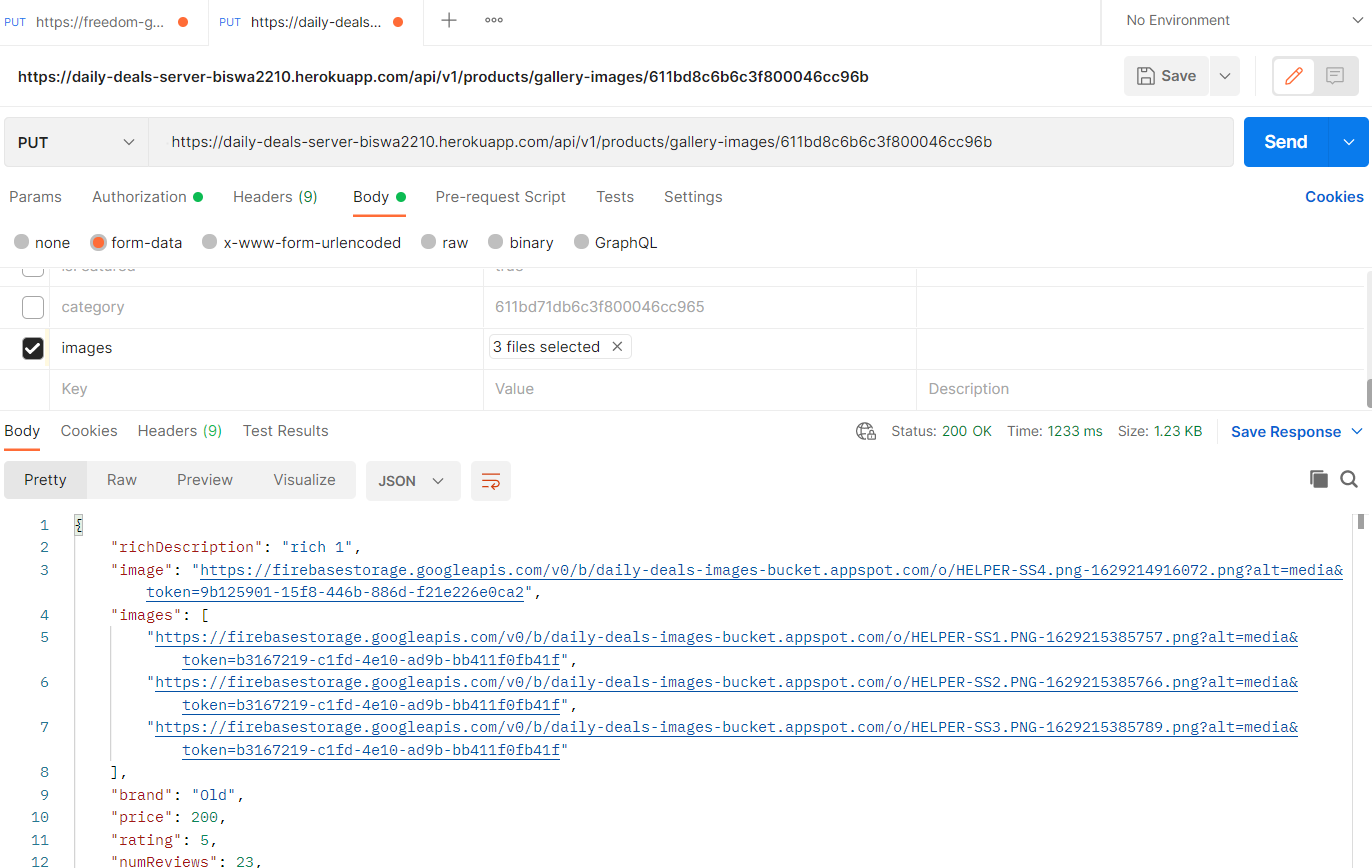 PUT https://freedom-g... PUT https://daily-deals... No Environment
https://daily-deals-server-biswa2210.herokuapp.com/api/v1/products/gallery-images/611bd8c6b6c3f800046cc96b Save
PUT https://daily-deals-server-biswa2210.herokuapp.com/api/v1/products/gallery-images/611bd8c6b6c3f800046cc96b Send
Params Authorization Headers (9) Body Pre-request Script Tests Settings Cookies
none form-data x-www-form-urlencoded raw binary GraphQL
category 611bd71db6c3f800046cc965
images 3 files selected
Key Value Description
Body Cookies Headers (9) Test Results Status: 200 OK Time: 1233 ms Size: 1.23 KB Save Response
Pretty Raw Preview Visualize JSON
1 {
2 "richDescription": "rich 1",
3 "image": "https://firebasestorage.googleapis.com/v0/b/daily-deals-images-bucket.appspot.com/o/HELPER-SS4.png-1629214916072.png?alt=media&
token=9b125901-15f8-446b-886d-f21e226e0ca2",
4 "images": [
5 "https://firebasestorage.googleapis.com/v0/b/daily-deals-images-bucket.appspot.com/o/HELPER-SS1.PNG-1629215385757.png?alt=media&
token=b3167219-c1fd-4e10-ad9b-bb411f0fb41f",
6 "https://firebasestorage.googleapis.com/v0/b/daily-deals-images-bucket.appspot.com/o/HELPER-SS2.PNG-1629215385766.png?alt=media&
token=b3167219-c1fd-4e10-ad9b-bb411f0fb41f",
7 "https://firebasestorage.googleapis.com/v0/b/daily-deals-images-bucket.appspot.com/o/HELPER-SS3.PNG-1629215385789.png?alt=media&
token=b3167219-c1fd-4e10-ad9b-bb411f0fb41f"
8 ],
9 "brand": "Old",
10 "price": 200,
11 "rating": 5,
12 "numReviews": 23,